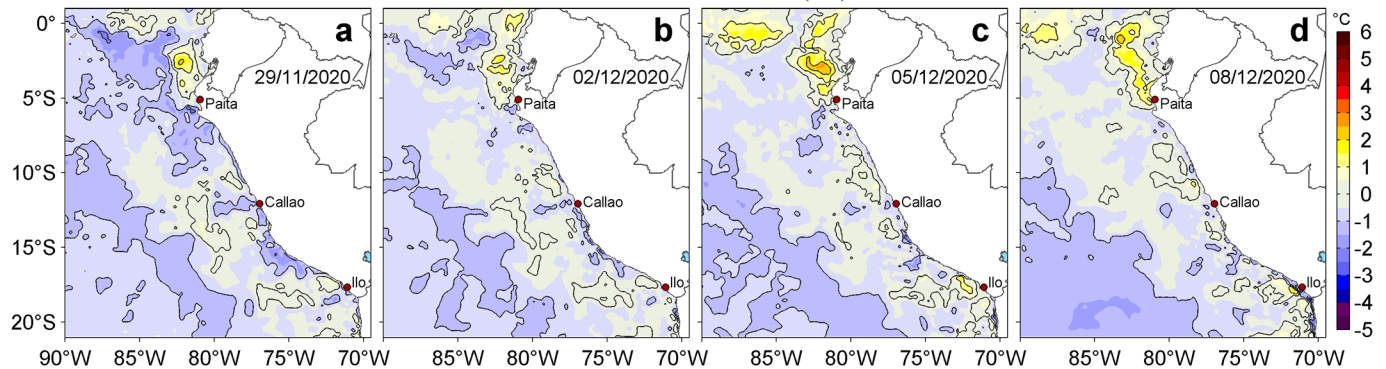 a b c d °C
0°
5°S
10°S
15°S
20°S
29/11/2020 02/12/2020 05/12/2020 08/12/2020
Paita Paita Paita Paita
Callao Callao Callao Callao
Ilo Ilo Ilo Ilo
90°W 85°W 80°W 75°W 70°W 85°W 80°W 75°W 70°W 85°W 80°W 75°W 70°W 85°W 80°W 75°W 70°W
6
5
4
3
2
1
0
-1
-2
-3
-4
-5